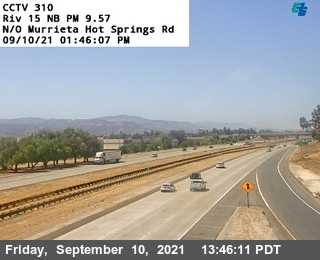 CCTV 310
Riv 15 NB PM 9.57
N/O Murrieta Hot Springs Rd
09/10/21 01:46:07 PM
Friday, September 10, 2021 13:46:11 PDT